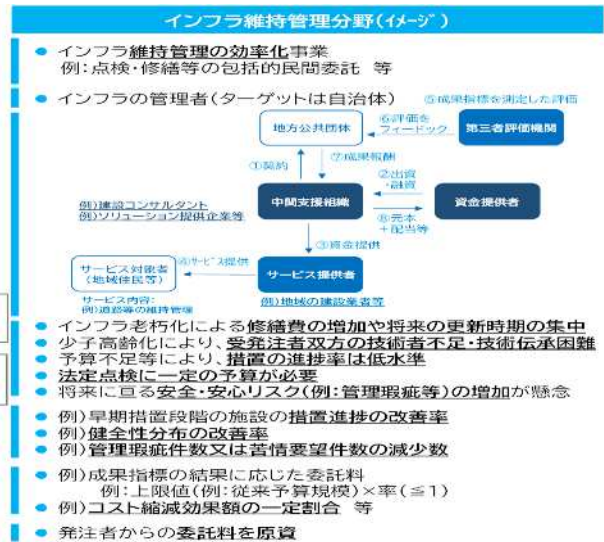 インフラ維持管理分野(イメージ)
● インフラ維持管理の効率化事業
例:点検・修繕等の包括的民間委託 等
● インフラの管理者(ターゲットは自治体)
⑤成果指標を測定した評価
地方公共団体
⑥評価を
フィードック
第三者評価機関
①契約
⑦成果報酬
②出資
・融資
例)建設コンサルタント
例)ソリューション提供企業等
中間支援組織
資金提供者
⑧元本
+配当等
③資金提供
④サービス提供
サービス対象者
(地域住民等)
サービス提供者
サービス内容:
例)道路等の維持管理
例)地域の建設業者等
● インフラ老朽化による修繕費の増加や将来の更新時期の集中
● 少子高齢化により、受発注者双方の技術者不足・技術伝承困難
● 予算不足等により、措置の進捗率は低水準
● 法定点検に一定の予算が必要
● 将来に亘る安全・安心リスク(例:管理瑕疵等)の増加が懸念
● 例)早期措置段階の施設の措置進捗の改善率
● 例)健全性分布の改善率
● 例)管理瑕疵件数又は苦情要望件数の減少数
● 例)成果指標の結果に応じた委託料
例:上限値(例:従来予算規模)×率(≦1)
● 例)コスト縮減効果額の一定割合 等
● 発注者からの委託料を原資